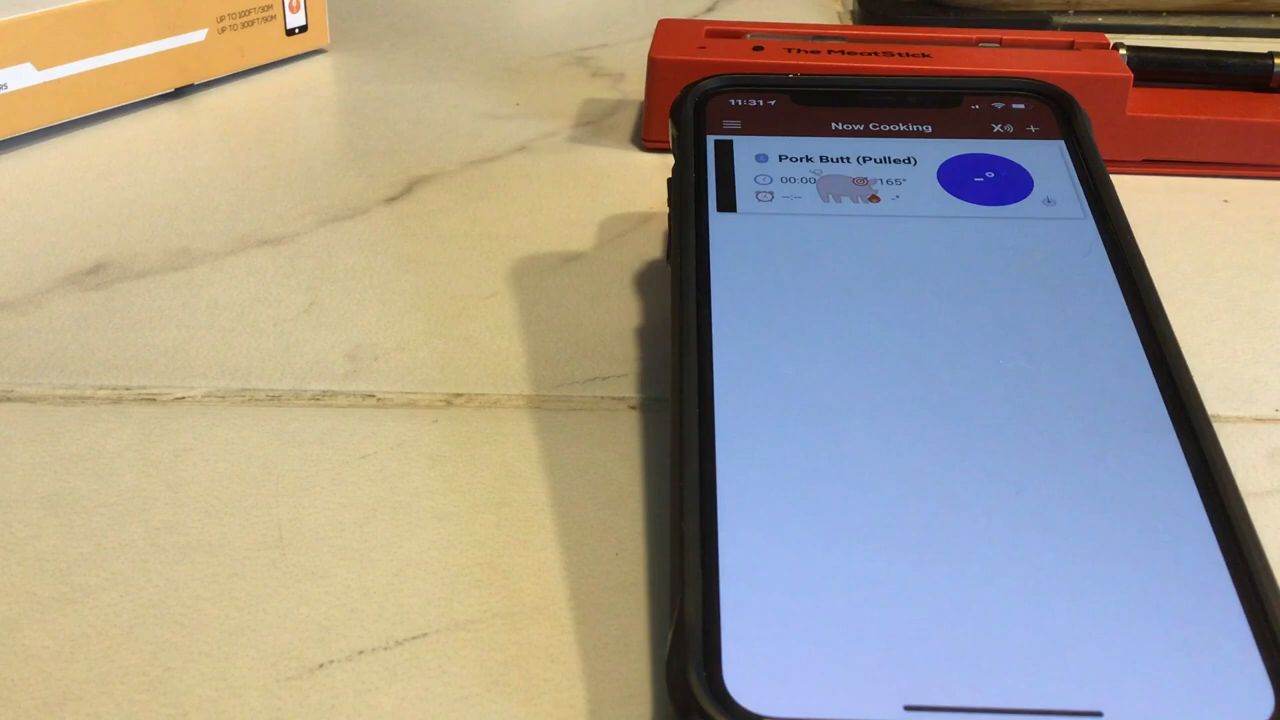 UP TO 100FT/30M
UP TO 300FT/90M
RS
The MeatStick
11:31
Now Cooking
Pork Butt (Pulled)
00:00
165°
--:--
-°
-°